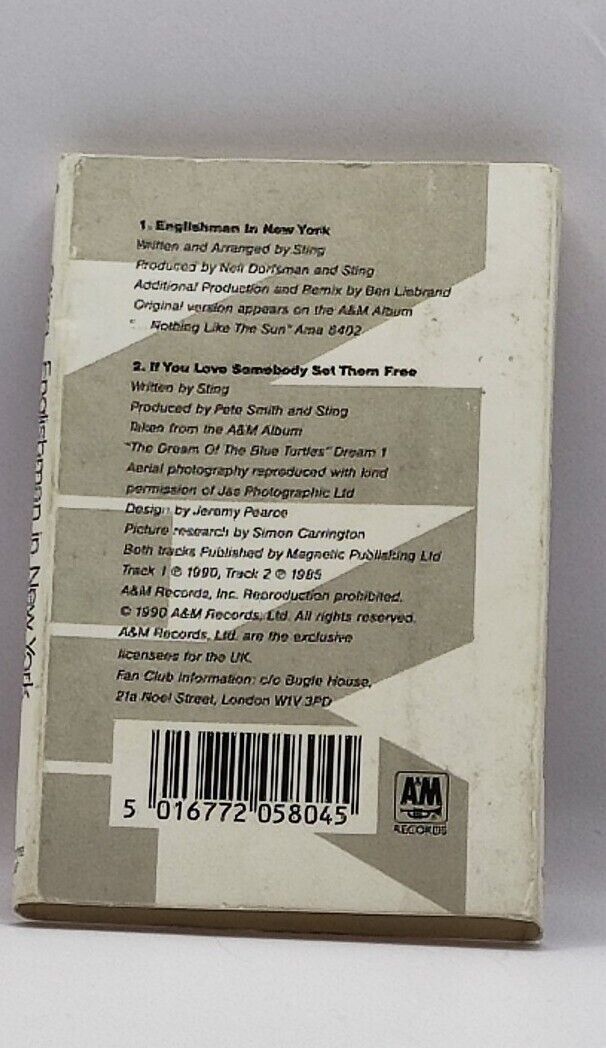 1. Englishman In New York
Written and Arranged by Sting
Produced by Neil Dorfsman and Sting
Additional Production and Remix by Ben Liebrand
Original version appears on the A&M Album
"... Nothing Like The Sun" Ama 6402
2. If You Love Somebody Set Them Free
Written by Sting
Produced by Pete Smith and Sting
Taken from the A&M Album
"The Dream Of The Blue Turtles" Dream 1
Aerial photography reproduced with kind
permission of Jas Photographic Ltd
Design by Jeremy Pearce
Picture research by Simon Carrington
Both tracks Published by Magnetic Publishing Ltd
Track 1 ℗ 1990, Track 2 ℗ 1985
A&M Records, Inc. Reproduction prohibited.
© 1990 A&M Records, Ltd. All rights reserved.
A&M Records, Ltd. are the exclusive
licensees for the UK.
Fan Club Information: c/o Bugle House,
21a Noel Street, London W1V 3PD
5 016772 058045
A&M
RECORDS
Englishman in New York